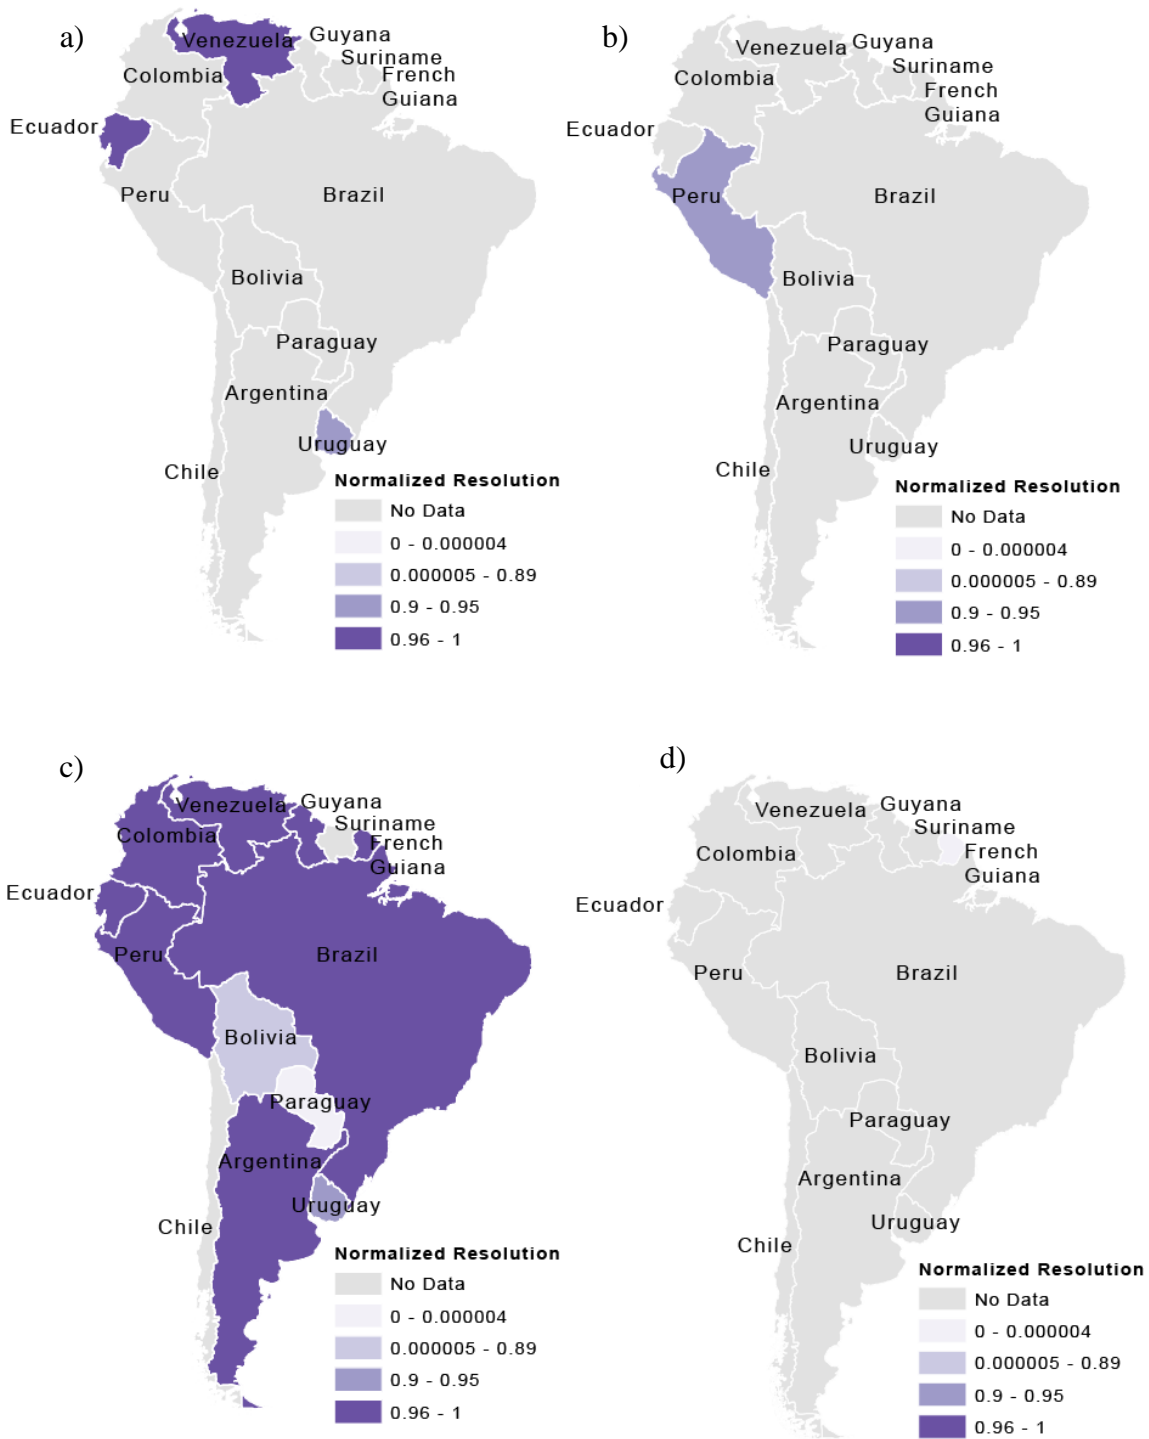 a)
Venezuela
Guyana
Suriname
French
Guiana
Colombia
Ecuador
Peru
Brazil
Bolivia
Paraguay
Argentina
Uruguay
Chile
Normalized Resolution
No Data
0 - 0.000004
0.000005 - 0.89
0.9 - 0.95
0.96 - 1
b)
Venezuela
Guyana
Suriname
French
Guiana
Colombia
Ecuador
Peru
Brazil
Bolivia
Paraguay
Argentina
Uruguay
Chile
Normalized Resolution
No Data
0 - 0.000004
0.000005 - 0.89
0.9 - 0.95
0.96 - 1
c)
Venezuela
Guyana
Suriname
French
Guiana
Colombia
Ecuador
Peru
Brazil
Bolivia
Paraguay
Argentina
Uruguay
Chile
Normalized Resolution
No Data
0 - 0.000004
0.000005 - 0.89
0.9 - 0.95
0.96 - 1
d)
Venezuela
Guyana
Suriname
French
Guiana
Colombia
Ecuador
Peru
Brazil
Bolivia
Paraguay
Argentina
Uruguay
Chile
Normalized Resolution
No Data
0 - 0.000004
0.000005 - 0.89
0.9 - 0.95
0.96 - 1